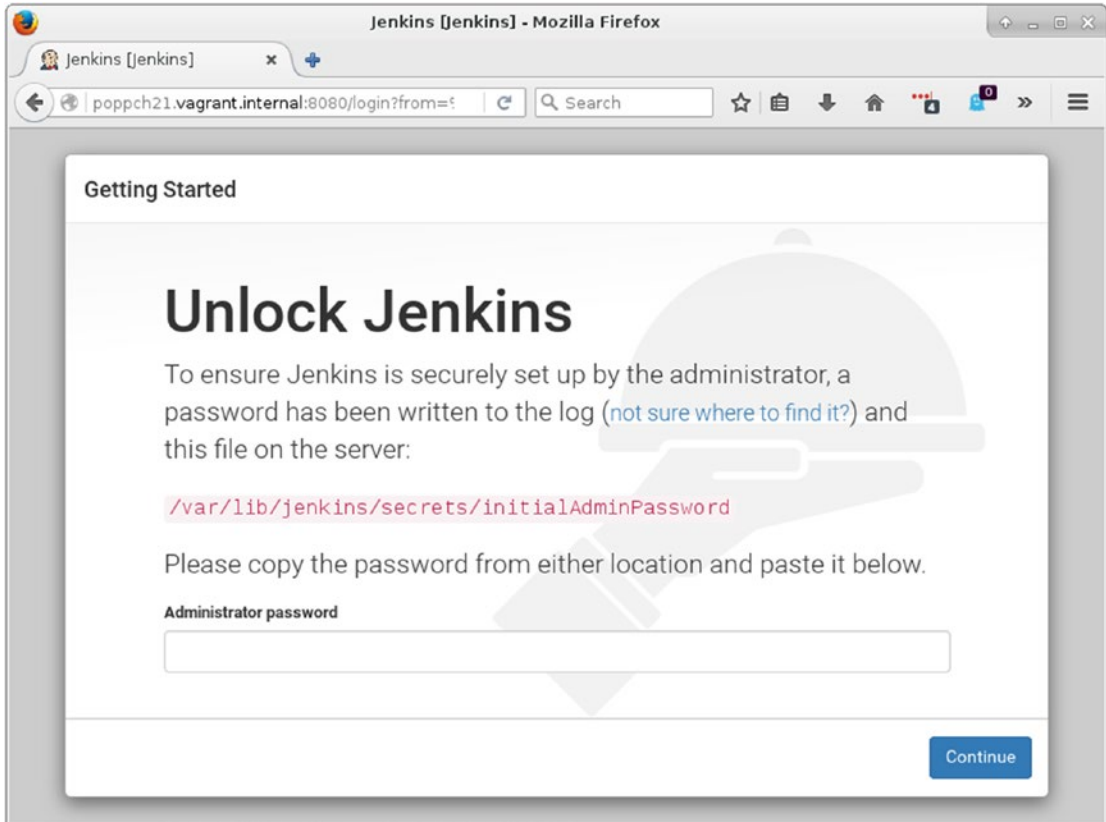 Jenkins [Jenkins] - Mozilla Firefox
Jenkins [Jenkins]
poppch21.vagrant.internal:8080/login?from=
Search
0
4
Getting Started
Unlock Jenkins
To ensure Jenkins is securely set up by the administrator, a
password has been written to the log (not sure where to find it?) and
this file on the server:
/var/lib/jenkins/secrets/initialAdminPassword
Please copy the password from either location and paste it below.
Administrator password
Continue